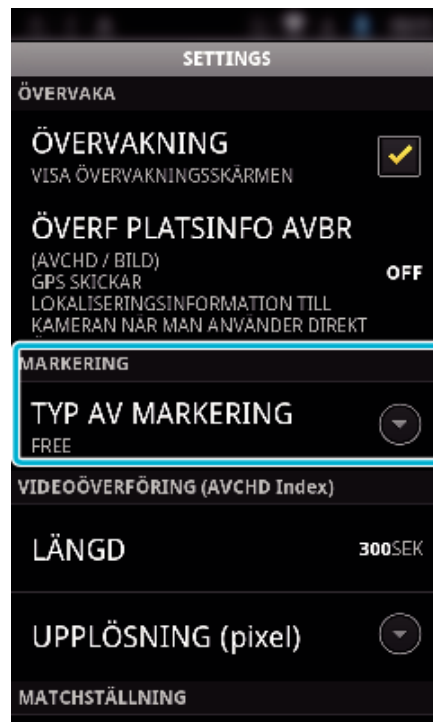 SETTINGS
ÖVERVAKA
ÖVERVAKNING
VISA ÖVERVAKNINGSSKÄRMEN
ÖVERF PLATSINFO AVBR
(AVCHD / BILD)
OFF
GPS SKICKAR
LOKALISERINGSINFORMATTON TILL
KAMERAN NÄR MAN ANVÄNDER DIREKT
MARKERING
TYP AV MARKERING
FREE
VIDEOÖVERFÖRING (AVCHD Index)
LÄNGD
300SEK
UPPLÖSNING (pixel)
MATCHSTÄLLNING